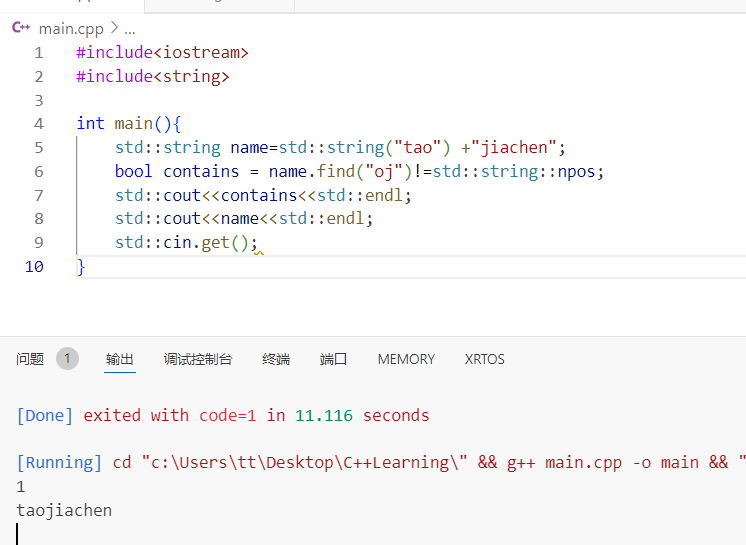 main.cpp > ...
1 #include<iostream>
2 #include<string>
3
4 int main(){
5 std::string name=std::string("tao") +"jiachen";
6 bool contains = name.find("oj")!=std::string::npos;
7 std::cout<<contains<<std::endl;
8 std::cout<<name<<std::endl;
9 std::cin.get();
10 }
问题 1 输出 调试控制台 终端 端口 MEMORY XRTOS
[Done] exited with code=1 in 11.116 seconds
[Running] cd "c:\Users\tt\Desktop\C++Learning\" && g++ main.cpp -o main && "
1
taojiachen